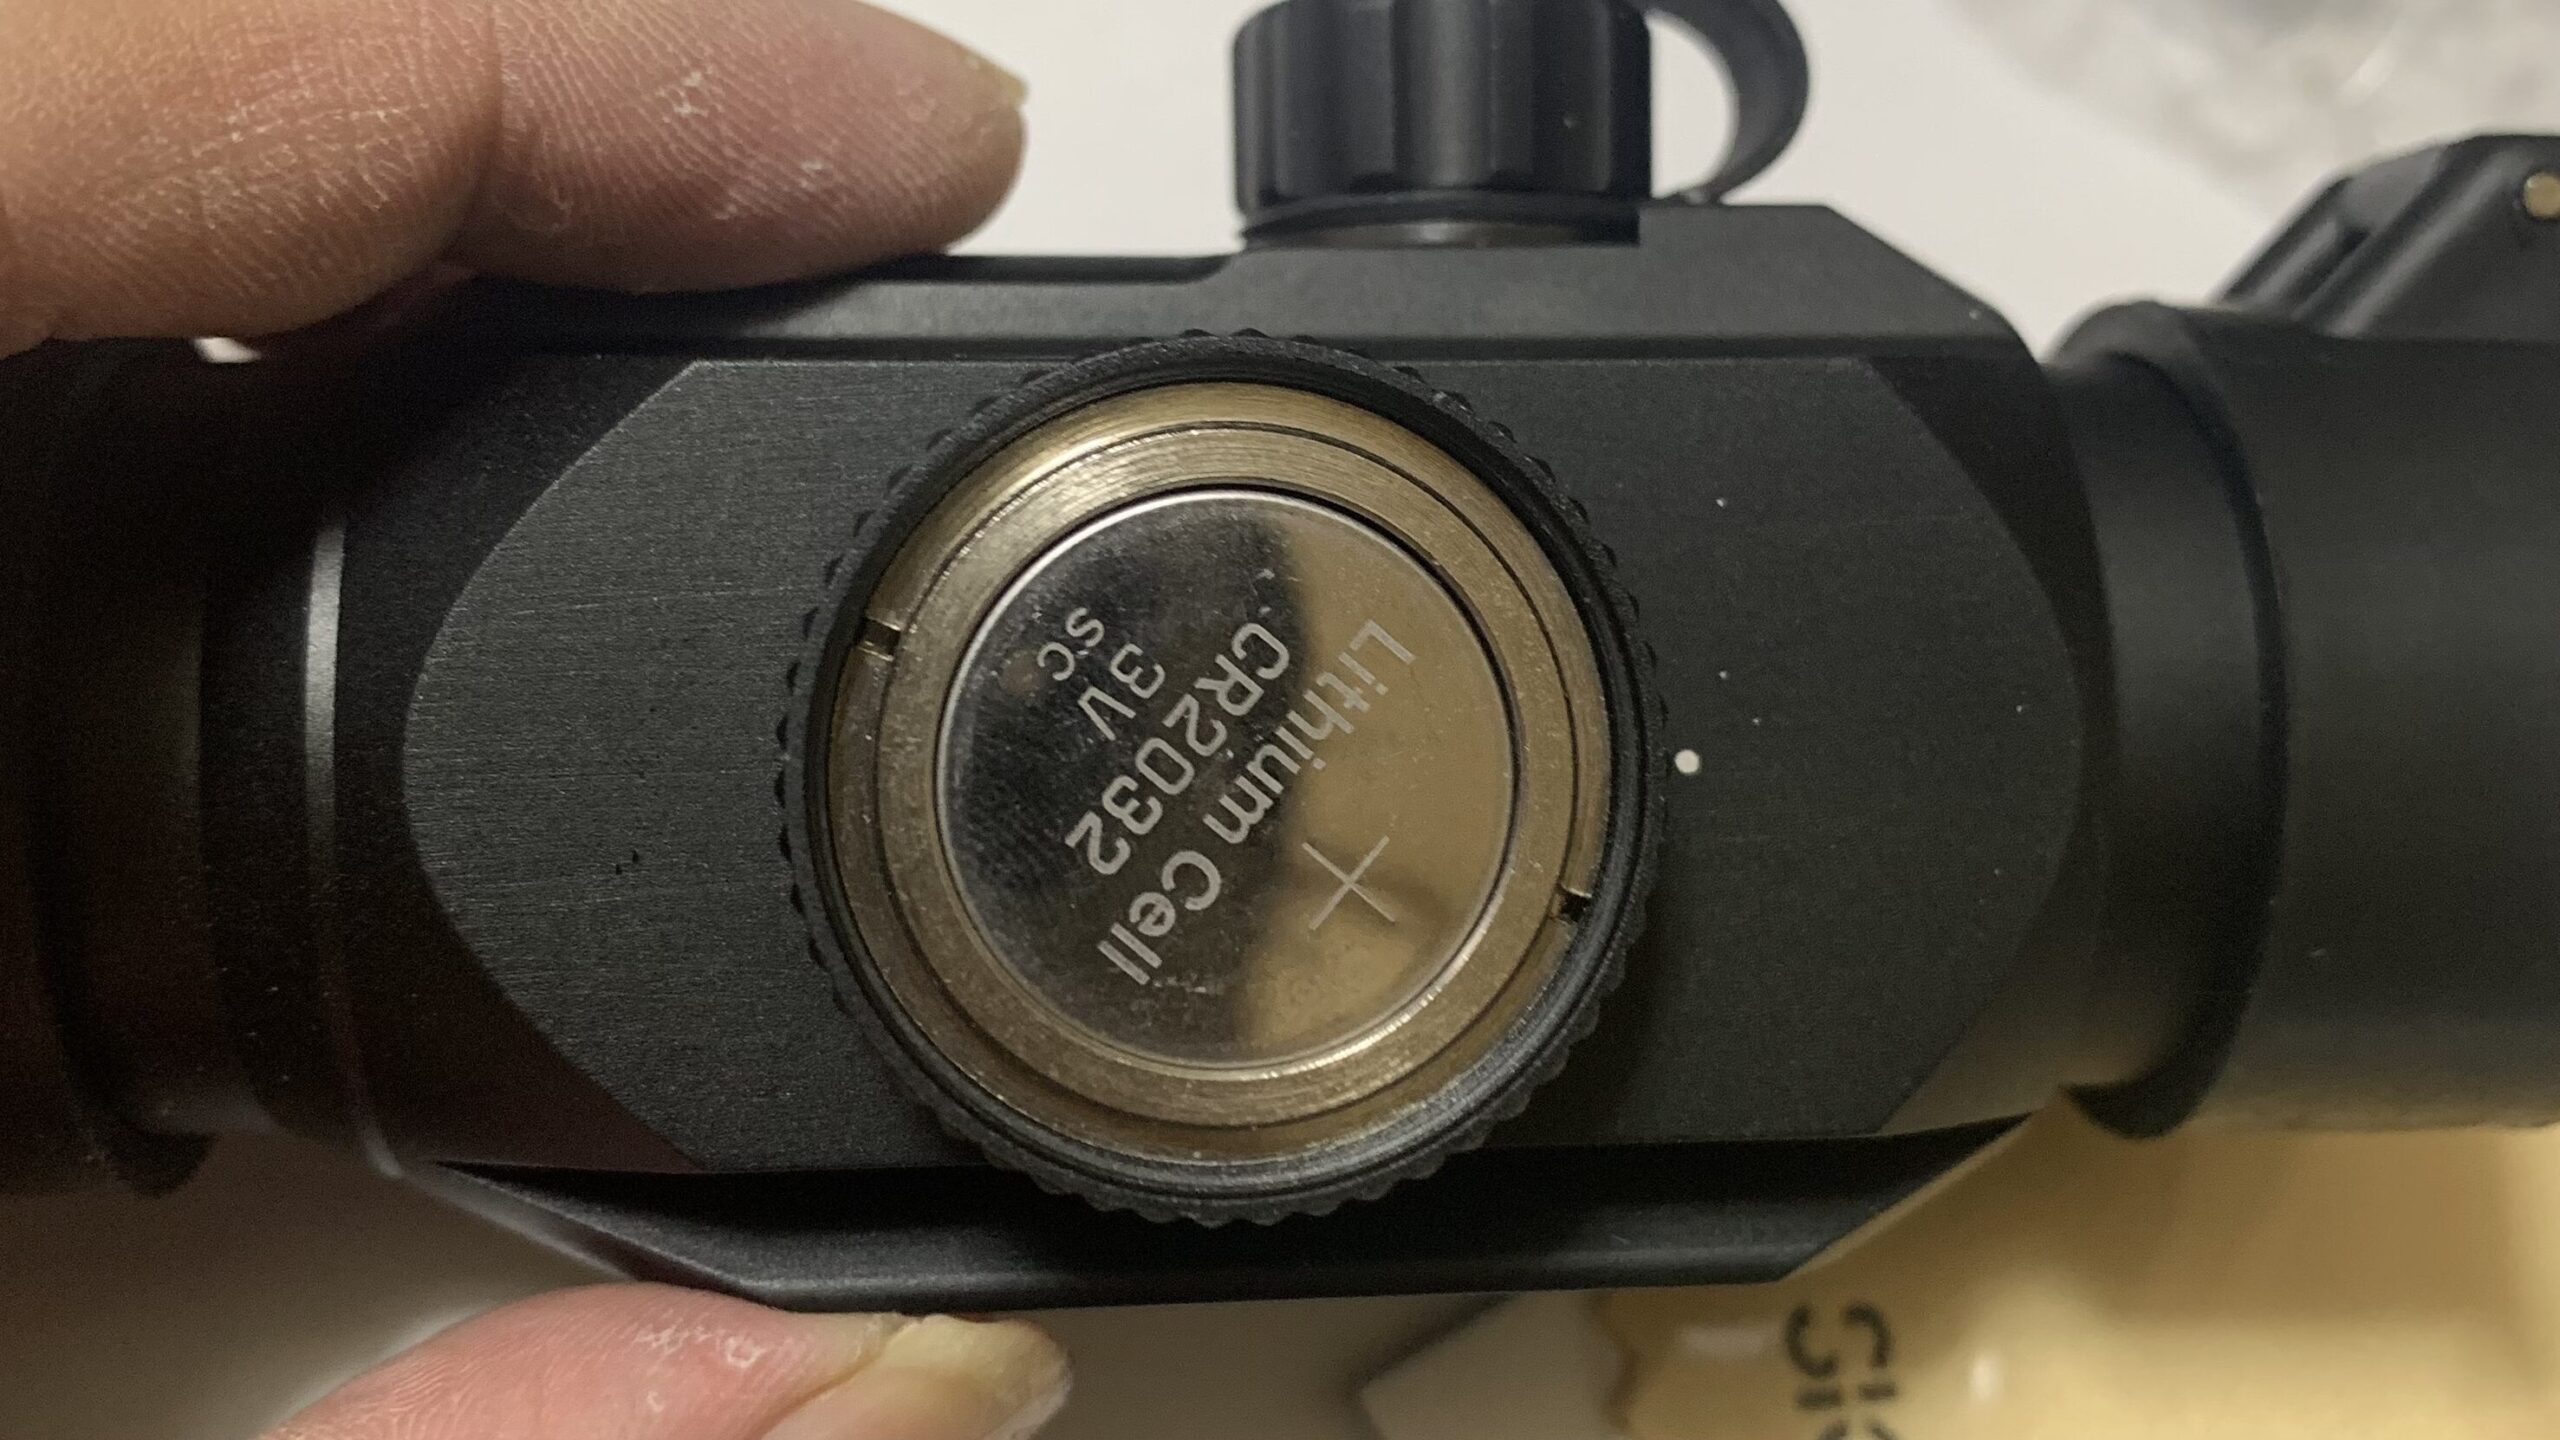 +
Lithium Cell
CR2032
3V
SC